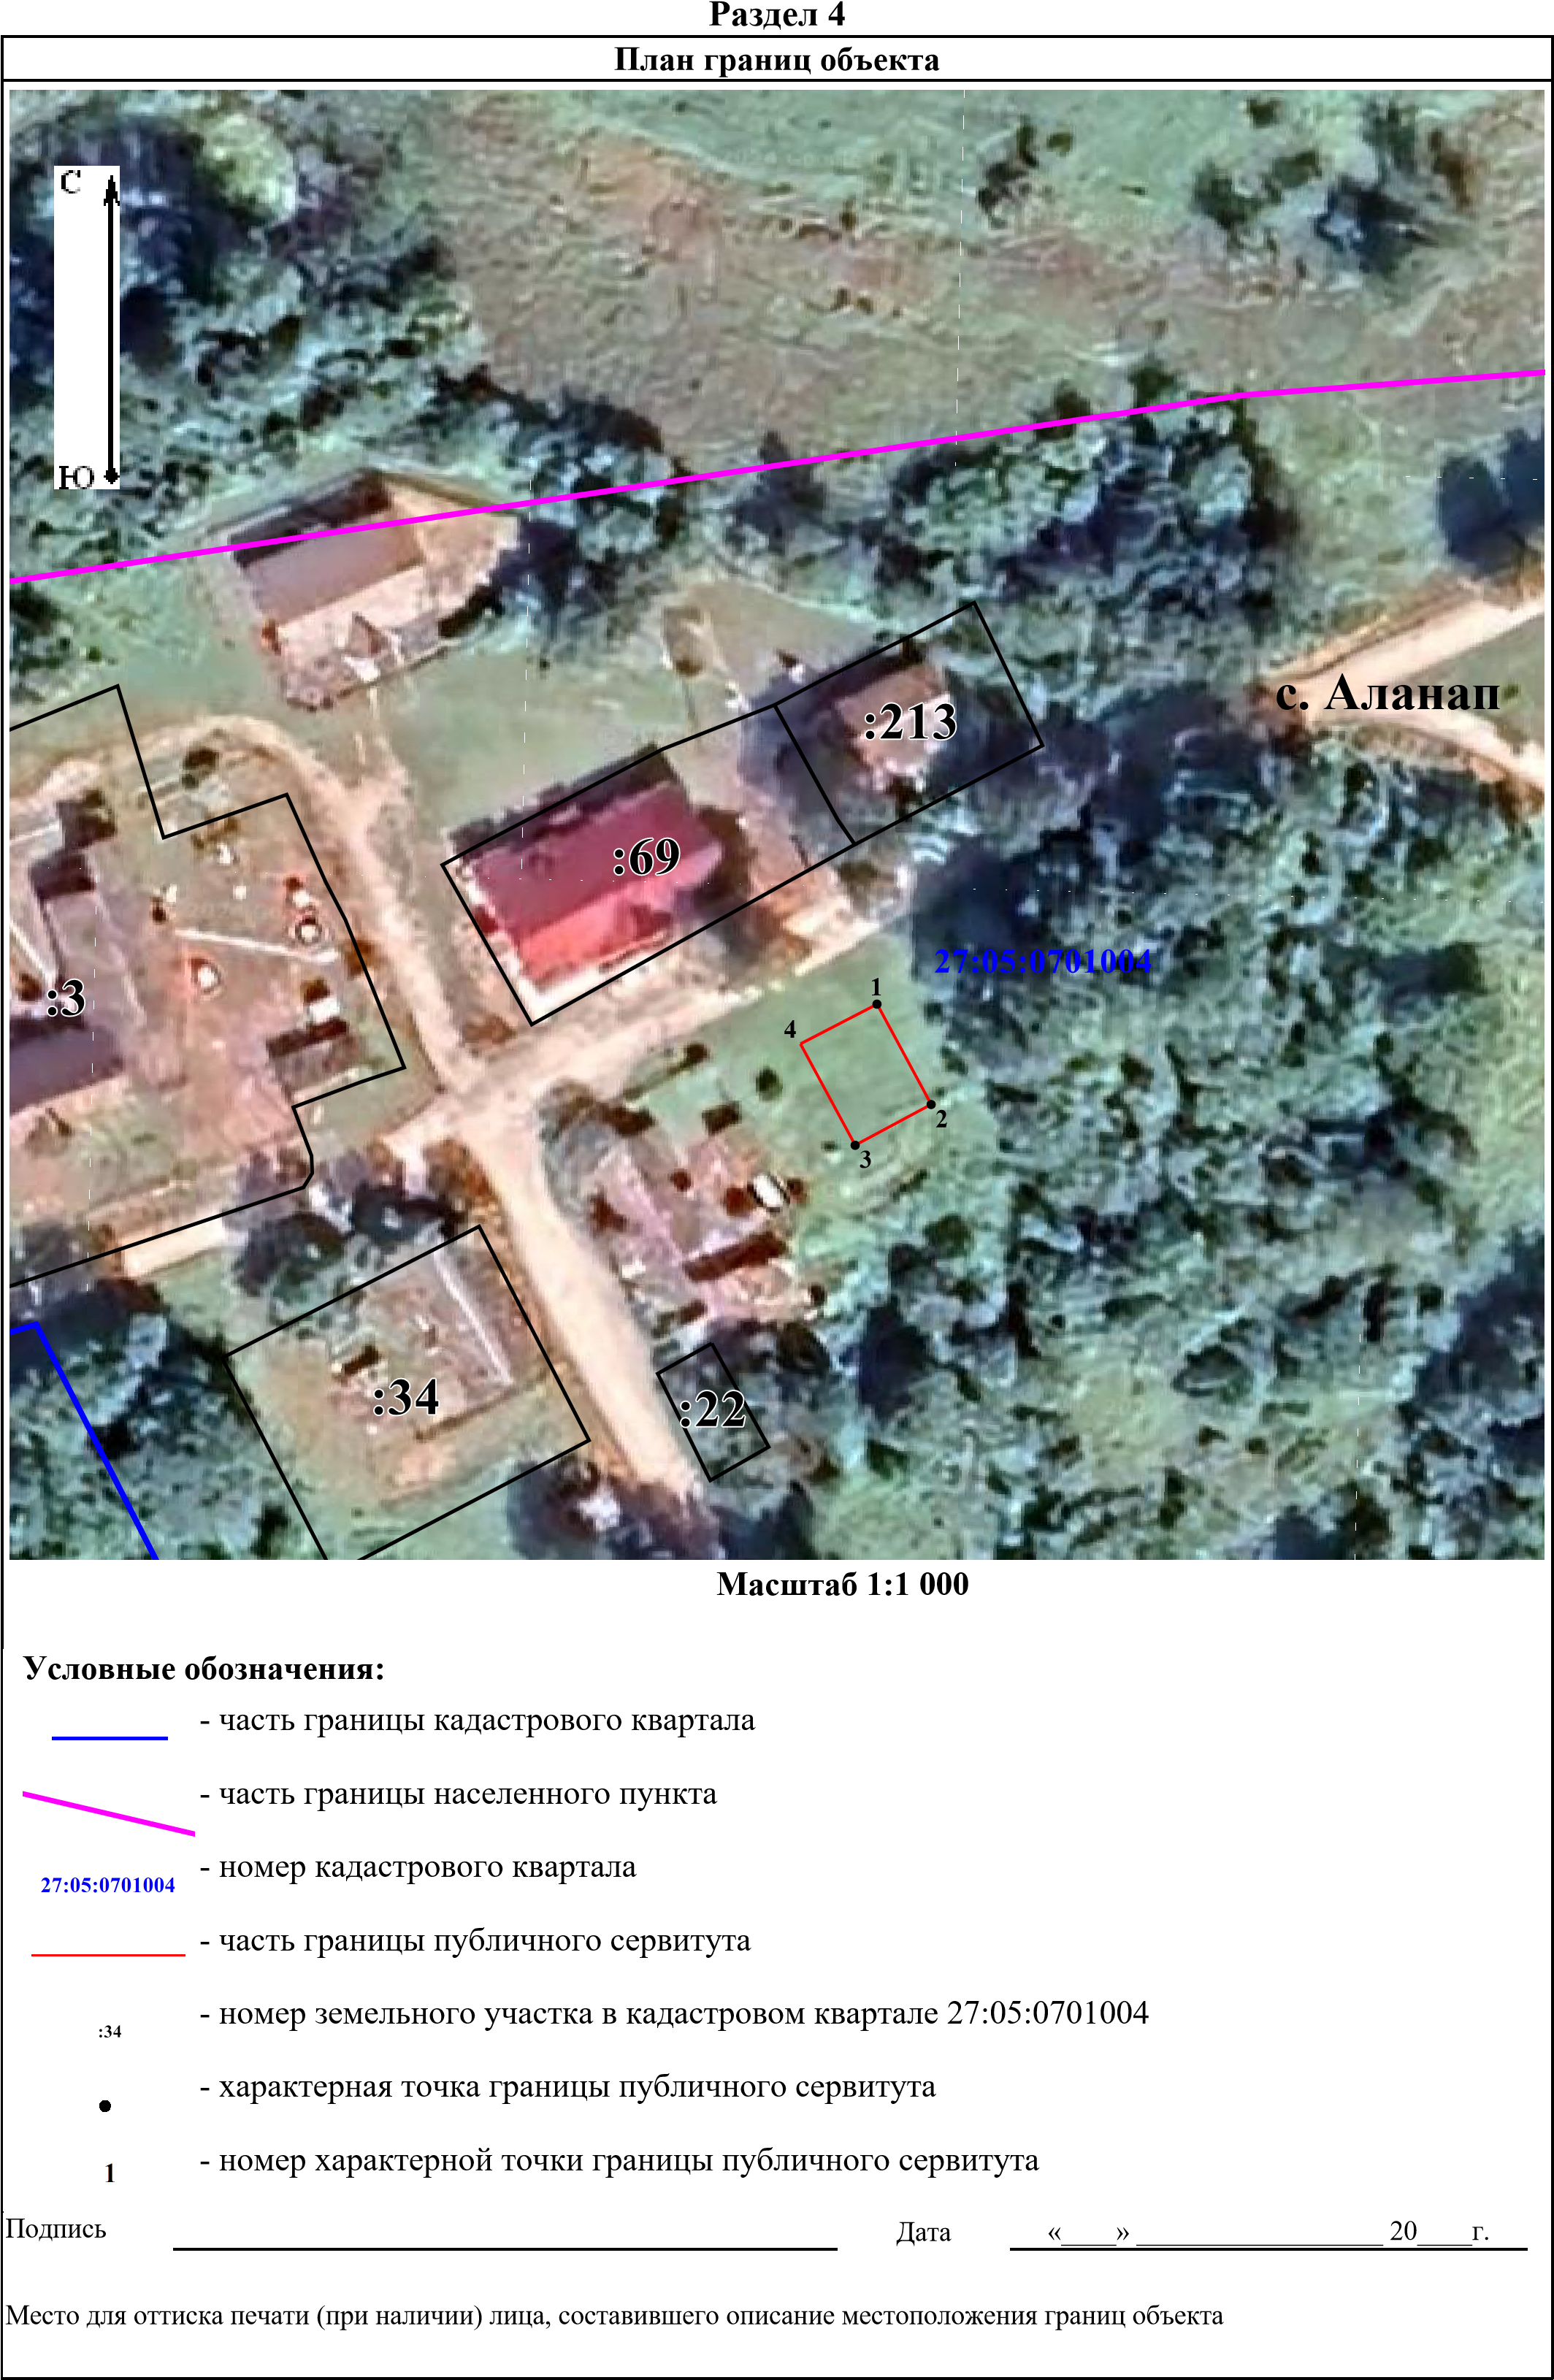 Раздел 4
План границ объекта
С
Ю
с. Аланап
:213
:69
:3
27:05:0701004
1
4
2
3
:34
:22
Масштаб 1:1 000
Условные обозначения:
- часть границы кадастрового квартала
- часть границы населенного пункта
27:05:0701004 - номер кадастрового квартала
- часть границы публичного сервитута
:34 - номер земельного участка в кадастровом квартале 27:05:0701004
- характерная точка границы публичного сервитута
1 - номер характерной точки границы публичного сервитута
Подпись Дата «____» __________________ 20____г.
Место для оттиска печати (при наличии) лица, составившего описание местоположения границ объекта